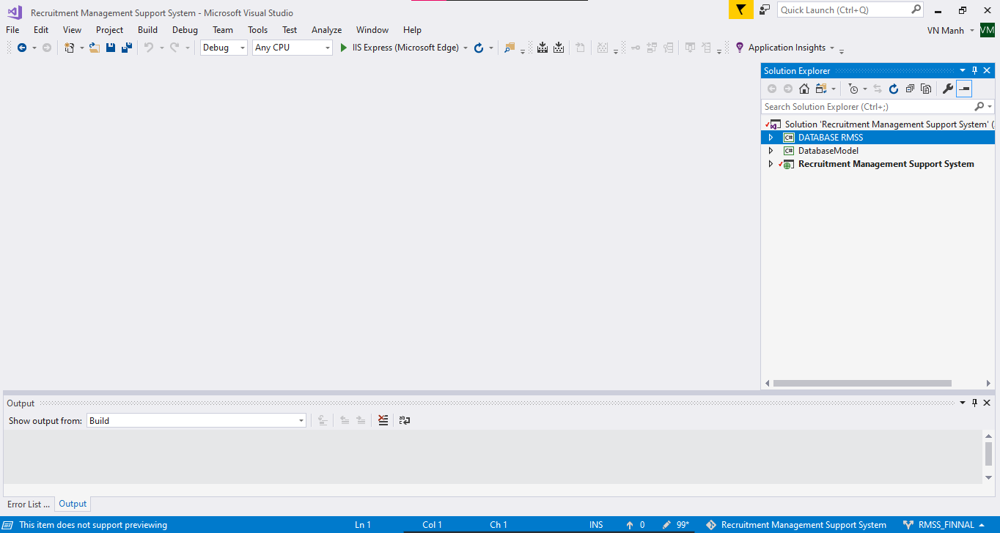 Recruitment Management Support System - Microsoft Visual Studio
Quick Launch (Ctrl+Q)
File Edit View Project Build Debug Team Tools Test Analyze Window Help
VN Manh VM
Debug Any CPU IIS Express (Microsoft Edge) Application Insights
Solution Explorer
Search Solution Explorer (Ctrl+;)
Solution 'Recruitment Management Support System' (
C# DATABASE RMSS
C# DatabaseModel
Recruitment Management Support System
Output
Show output from: Build
Error List ... Output
This item does not support previewing Ln 1 Col 1 Ch 1 INS 0 99* Recruitment Management Support System RMSS_FINNAL